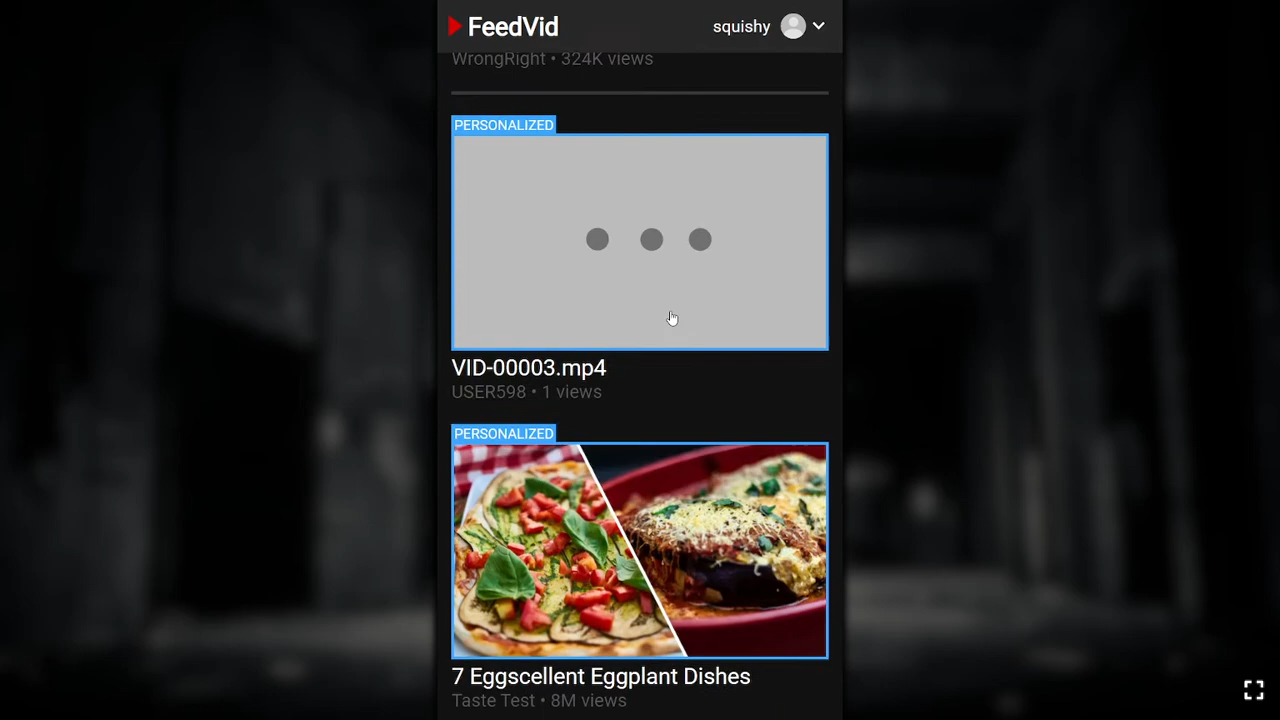 FeedVid
squishy
WrongRight • 324K views
PERSONALIZED
VID-00003.mp4
USER598 • 1 views
PERSONALIZED
7 Eggscellent Eggplant Dishes
Taste Test • 8M views